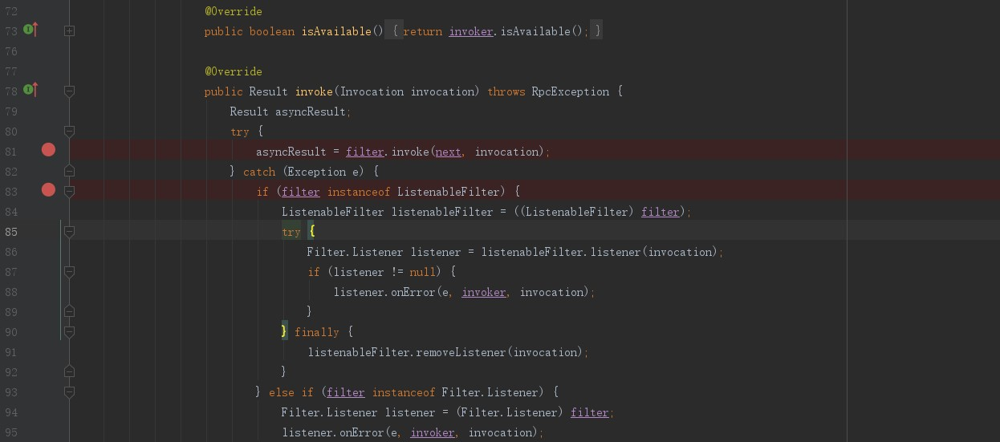 72 @Override
73 public boolean isAvailable() { return invoker.isAvailable(); }
76
77 @Override
78 public Result invoke(Invocation invocation) throws RpcException {
79 Result asyncResult;
80 try {
81 asyncResult = filter.invoke(next, invocation);
82 } catch (Exception e) {
83 if (filter instanceof ListenableFilter) {
84 ListenableFilter listenableFilter = ((ListenableFilter) filter);
85 try {
86 Filter.Listener listener = listenableFilter.listener(invocation);
87 if (listener != null) {
88 listener.onError(e, invoker, invocation);
89 }
90 } finally {
91 listenableFilter.removeListener(invocation);
92 }
93 } else if (filter instanceof Filter.Listener) {
94 Filter.Listener listener = (Filter.Listener) filter;
95 listener.onError(e, invoker, invocation);